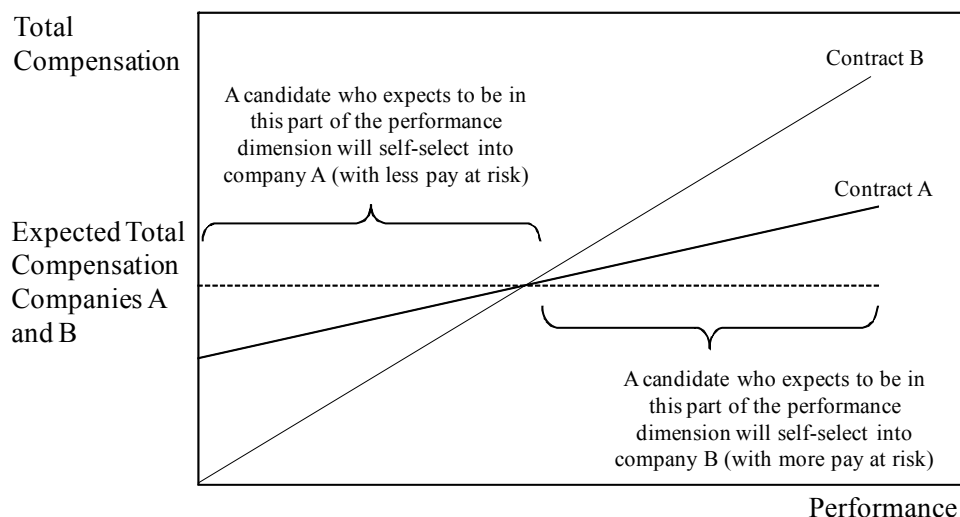 Total
Compensation
Contract B
A candidate who expects to be in
this part of the performance
dimension will self-select into
company A (with less pay at risk)
Contract A
Expected Total
Compensation
Companies A
and B
A candidate who expects to be in
this part of the performance
dimension will self-select into
company B (with more pay at risk)
Performance